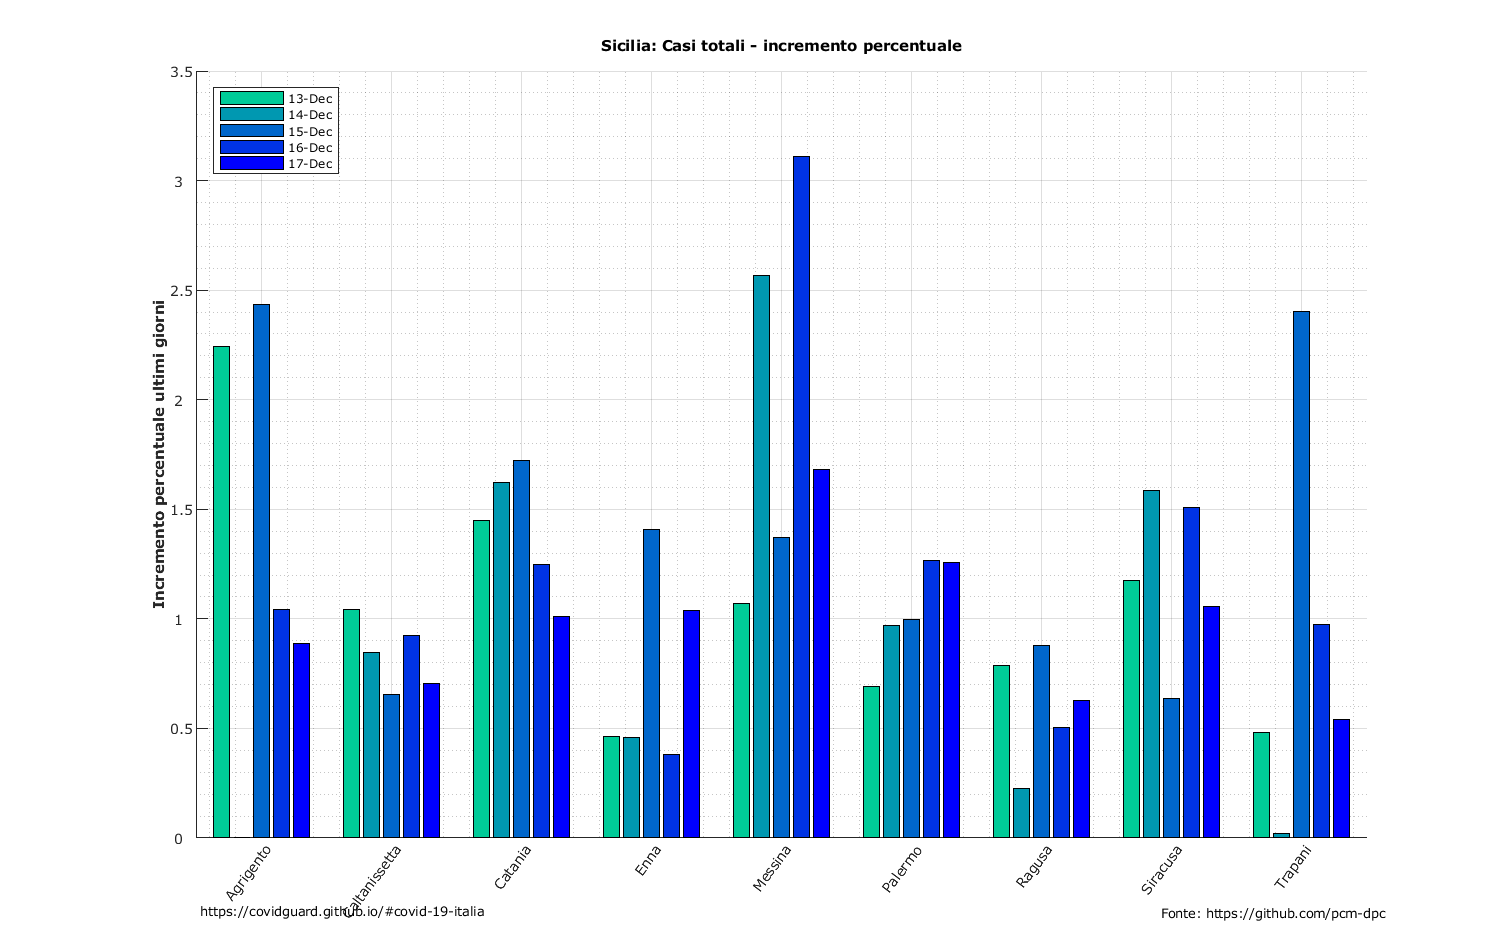 Sicilia: Casi totali - incremento percentuale
Incremento percentuale ultimi giorni
3.5
3
2.5
2
1.5
1
0.5
0
13-Dec
14-Dec
15-Dec
16-Dec
17-Dec
Agrigento
Caltanissetta
Catania
Enna
Messina
Palermo
Ragusa
Siracusa
Trapani
https://covidguard.github.io/#covid-19-italia
Fonte: https://github.com/pcm-dpc